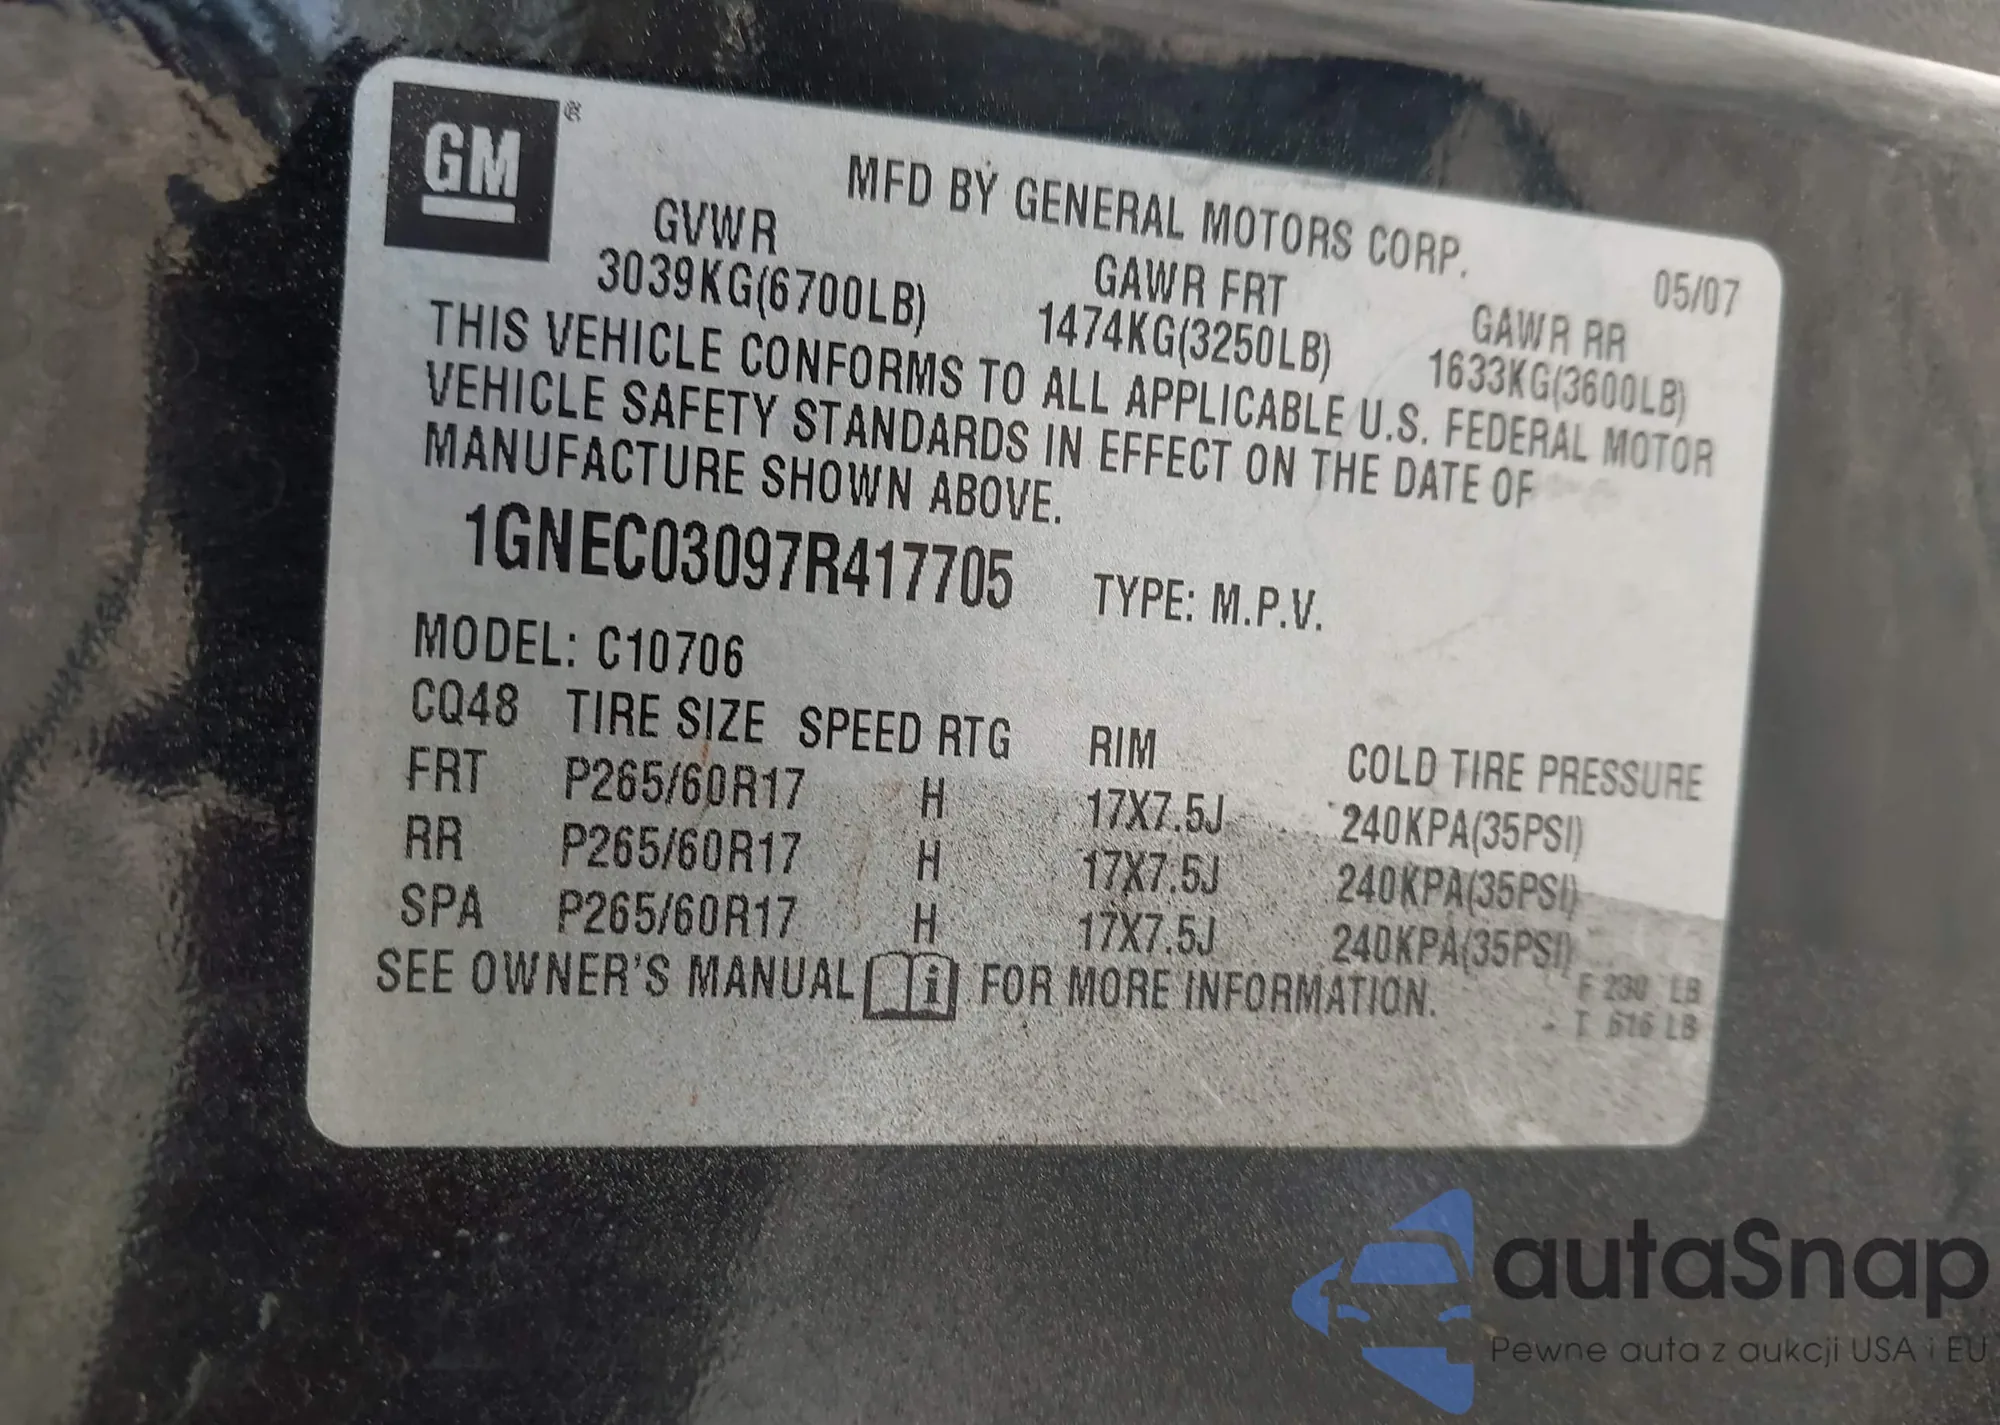 GM ®
MFD BY GENERAL MOTORS CORP.
05/07
GVWR
GAWR FRT
GAWR RR
3039KG(6700LB)
1474KG(3250LB)
1633KG(3600LB)
THIS VEHICLE CONFORMS TO ALL APPLICABLE U.S. FEDERAL MOTOR
VEHICLE SAFETY STANDARDS IN EFFECT ON THE DATE OF
MANUFACTURE SHOWN ABOVE.
1GNEC03097R417705 TYPE: M.P.V.
MODEL: C10706
CQ48 TIRE SIZE SPEED RTG RIM COLD TIRE PRESSURE
FRT P265/60R17 H 17X7.5J 240KPA(35PSI)
RR P265/60R17 H 17X7.5J 240KPA(35PSI)
SPA P265/60R17 H 17X7.5J 240KPA(35PSI)
SEE OWNER'S MANUAL i FOR MORE INFORMATION.
F 230 LB
T 616 LB
autaSnap
Pewne auta z aukcji USA i EU